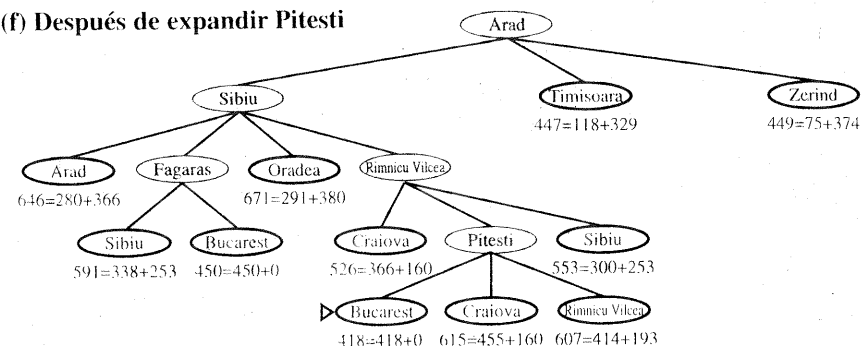 (f) Después de expandir Pitesti
Arad
Sibiu
Timisoara
Zerind
447=118+329
449=75+374
Arad
Fagaras
Oradea
Rimnicu Vilcea
646=280+366
671=291+380
Sibiu
Bucarest
Craiova
Pitesti
Sibiu
591=338+253
450=450+0
526=366+160
553=300+253
Bucarest
Craiova
Rimnicu Vilcea
418=418+0
615=455+160
607=414+193